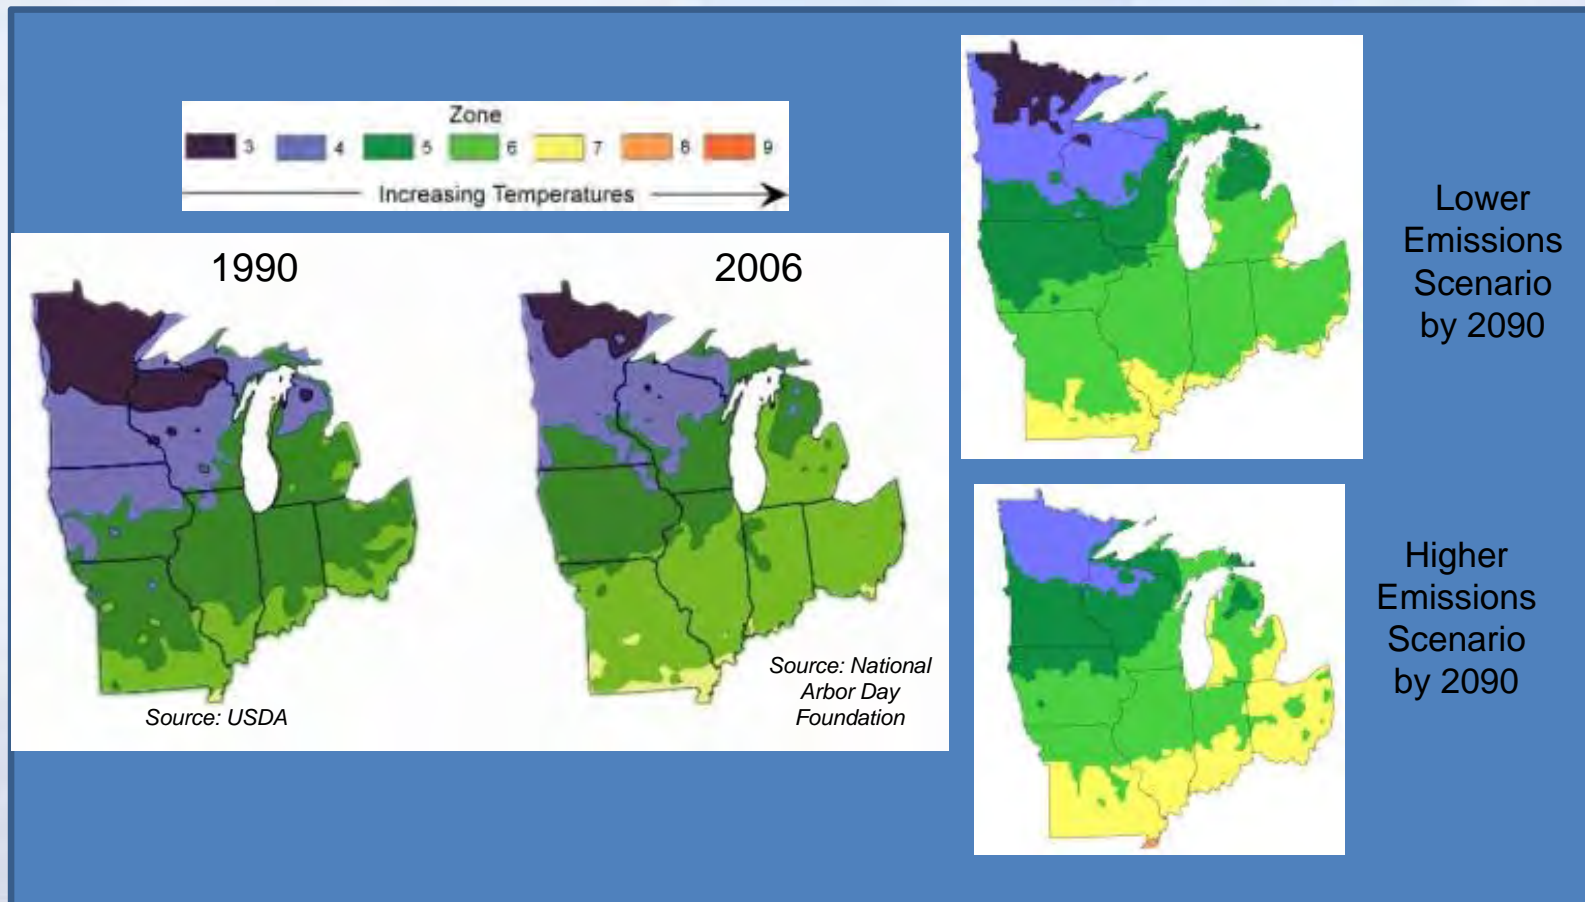 Zone
3 4 5 6 7 8 9
Increasing Temperatures
1990
2006
Source: USDA
Source: National
Arbor Day
Foundation
Lower
Emissions
Scenario
by 2090
Higher
Emissions
Scenario
by 2090